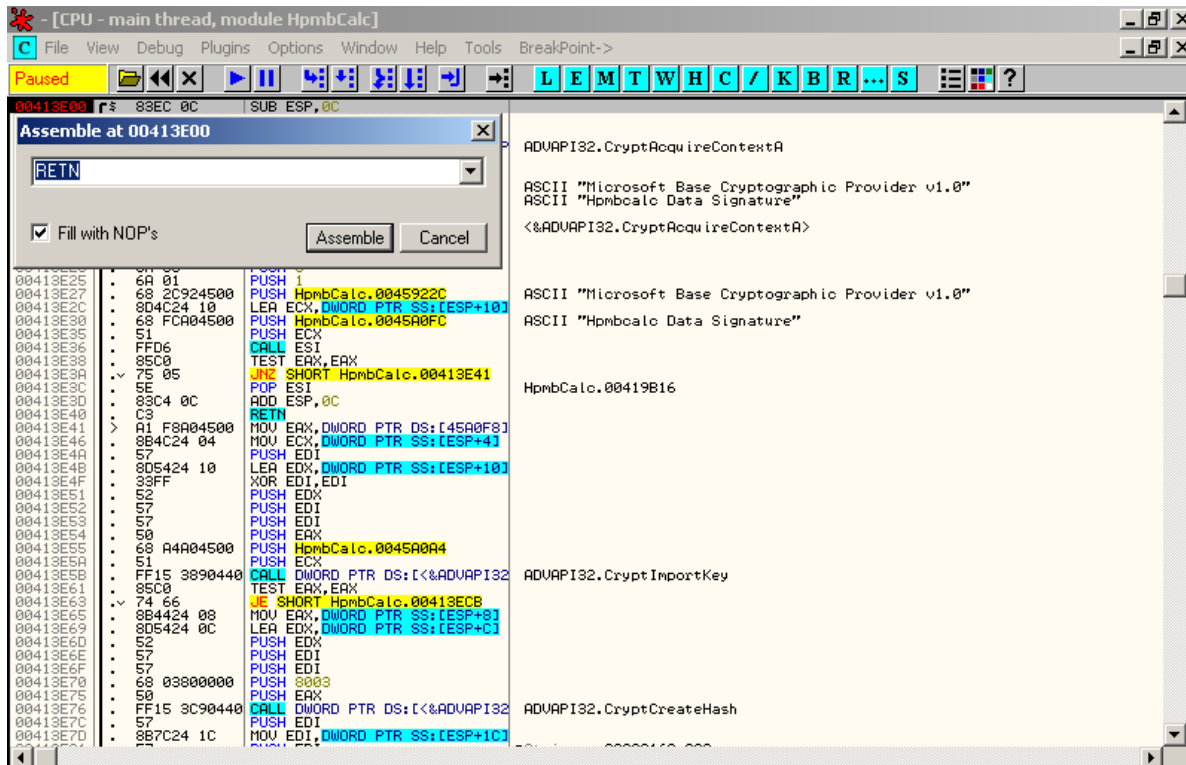 - [CPU - main thread, module HpmbCalc]
C File View Debug Plugins Options Window Help Tools BreakPoint->
Paused L E M T W H C / K B R ... S ?
00413E00 r$ 83EC 0C SUB ESP,0C
Assemble at 00413E00
ADVAPI32.CryptAcquireContextA
RETN
ASCII "Microsoft Base Cryptographic Provider v1.0"
ASCII "Hpmbcalc Data Signature"
<&ADVAPI32.CryptAcquireContextA>
Fill with NOP's Assemble Cancel
00413E25 . 6A 01 PUSH 1
00413E27 . 68 2C924500 PUSH HpmbCalc.0045922C ASCII "Microsoft Base Cryptographic Provider v1.0"
00413E2C . 8D4C24 10 LEA ECX,DWORD PTR SS:[ESP+10]
00413E30 . 68 FCA04500 PUSH HpmbCalc.0045A0FC ASCII "Hpmbcalc Data Signature"
00413E35 . 51 PUSH ECX
00413E36 . FFD6 CALL ESI
00413E38 . 85C0 TEST EAX,EAX
00413E3A .v 75 05 JNZ SHORT HpmbCalc.00413E41
00413E3C . 5E POP ESI HpmbCalc.00419B16
00413E3D . 83C4 0C ADD ESP,0C
00413E40 . C3 RETN
00413E41 > A1 F8A04500 MOV EAX,DWORD PTR DS:[45A0F8]
00413E46 . 8B4C24 04 MOV ECX,DWORD PTR SS:[ESP+4]
00413E4A . 57 PUSH EDI
00413E4B . 8D5424 10 LEA EDX,DWORD PTR SS:[ESP+10]
00413E4F . 33FF XOR EDI,EDI
00413E51 . 52 PUSH EDX
00413E52 . 57 PUSH EDI
00413E53 . 57 PUSH EDI
00413E54 . 50 PUSH EAX
00413E55 . 68 A4A04500 PUSH HpmbCalc.0045A0A4
00413E5A . 51 PUSH ECX
00413E5B . FF15 3890440 CALL DWORD PTR DS:[<&ADVAPI32 ADVAPI32.CryptImportKey
00413E61 . 85C0 TEST EAX,EAX
00413E63 .v 74 66 JE SHORT HpmbCalc.00413ECB
00413E65 . 8B4424 08 MOV EAX,DWORD PTR SS:[ESP+8]
00413E69 . 8D5424 0C LEA EDX,DWORD PTR SS:[ESP+C]
00413E6D . 52 PUSH EDX
00413E6E . 57 PUSH EDI
00413E6F . 57 PUSH EDI
00413E70 . 68 03800000 PUSH 8003
00413E75 . 50 PUSH EAX
00413E76 . FF15 3C90440 CALL DWORD PTR DS:[<&ADVAPI32 ADVAPI32.CryptCreateHash
00413E7C . 57 PUSH EDI
00413E7D . 8B7C24 1C MOV EDI,DWORD PTR SS:[ESP+1C]